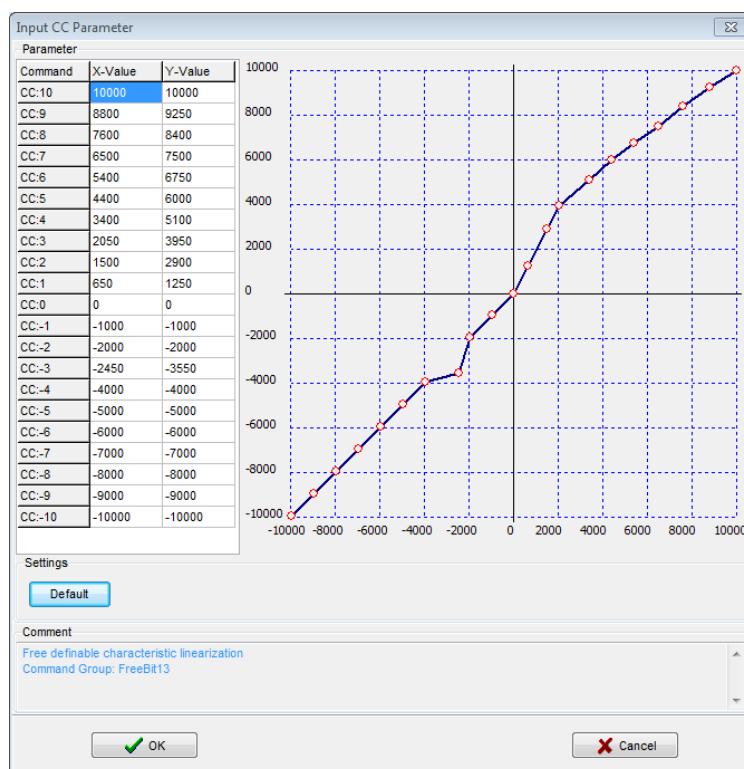 Input CC Parameter
Parameter
Command X-Value Y-Value
CC:10 10000 10000
CC:9 8800 9250
CC:8 7600 8400
CC:7 6500 7500
CC:6 5400 6750
CC:5 4400 6000
CC:4 3400 5100
CC:3 2050 3950
CC:2 1500 2900
CC:1 650 1250
CC:0 0 0
CC:-1 -1000 -1000
CC:-2 -2000 -2000
CC:-3 -2450 -3550
CC:-4 -4000 -4000
CC:-5 -5000 -5000
CC:-6 -6000 -6000
CC:-7 -7000 -7000
CC:-8 -8000 -8000
CC:-9 -9000 -9000
CC:-10 -10000 -10000
10000
8000
6000
4000
2000
0
-2000
-4000
-6000
-8000
-10000
-10000 -8000 -6000 -4000 -2000 0 2000 4000 6000 8000 10000
Settings
Default
Comment
Free definable characteristic linearization
Command Group: FreeBit13
OK
Cancel